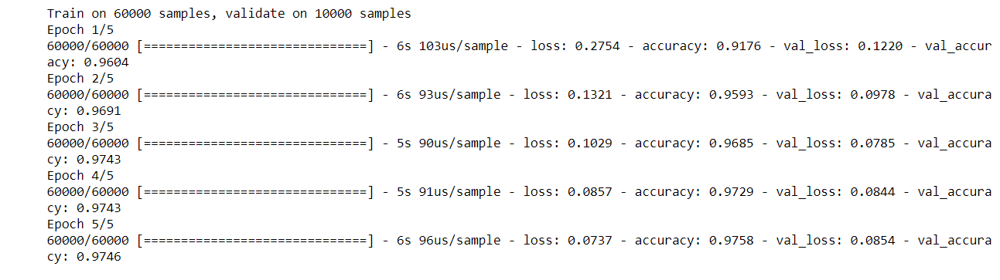 Train on 60000 samples, validate on 10000 samples
Epoch 1/5
60000/60000 [==============================] - 6s 103us/sample - loss: 0.2754 - accuracy: 0.9176 - val_loss: 0.1220 - val_accur
acy: 0.9604
Epoch 2/5
60000/60000 [==============================] - 6s 93us/sample - loss: 0.1321 - accuracy: 0.9593 - val_loss: 0.0978 - val_accura
cy: 0.9691
Epoch 3/5
60000/60000 [==============================] - 5s 90us/sample - loss: 0.1029 - accuracy: 0.9685 - val_loss: 0.0785 - val_accura
cy: 0.9743
Epoch 4/5
60000/60000 [==============================] - 5s 91us/sample - loss: 0.0857 - accuracy: 0.9729 - val_loss: 0.0844 - val_accura
cy: 0.9743
Epoch 5/5
60000/60000 [==============================] - 6s 96us/sample - loss: 0.0737 - accuracy: 0.9758 - val_loss: 0.0854 - val_accura
cy: 0.9746